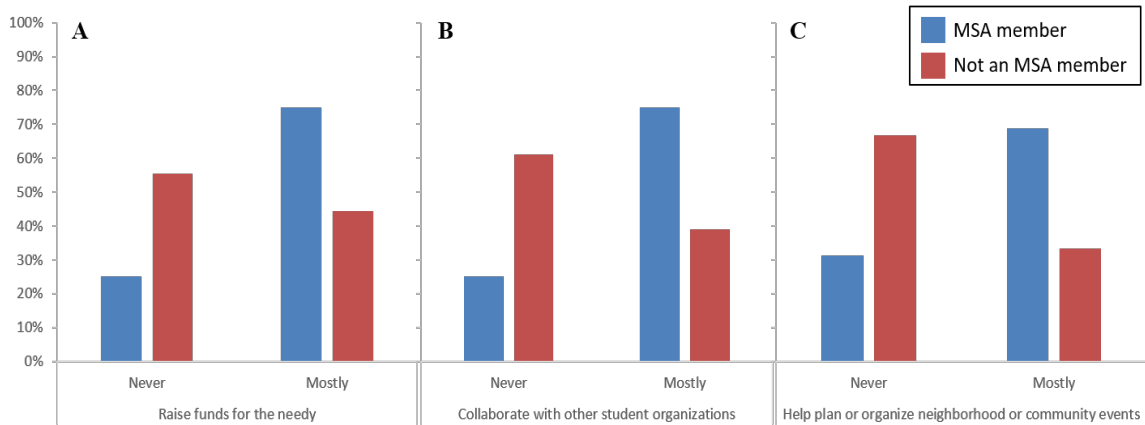 A
B
C
MSA member
Not an MSA member
100%
90%
80%
70%
60%
50%
40%
30%
20%
10%
0%
Never
Mostly
Never
Mostly
Never
Mostly
Raise funds for the needy
Collaborate with other student organizations
Help plan or organize neighborhood or community events